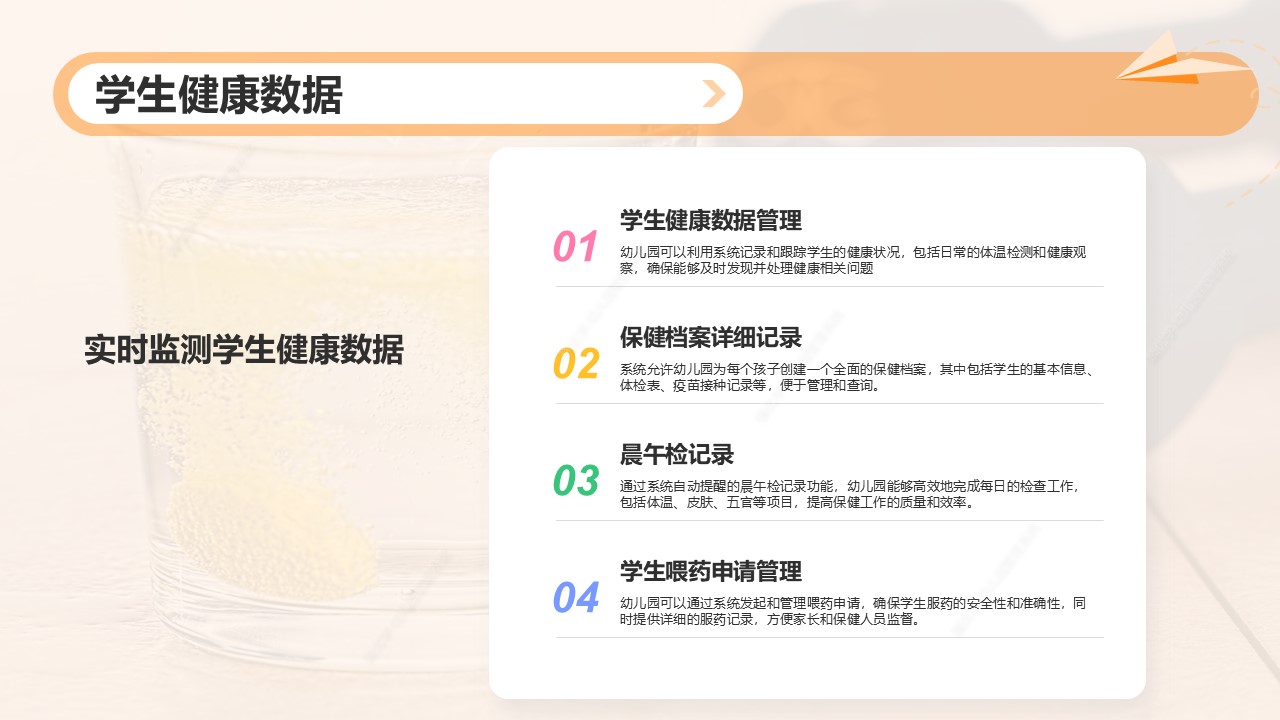 学生健康数据
实时监测学生健康数据
01
学生健康数据管理
幼儿园可以利用系统记录和跟踪学生的健康状况，包括日常的体温检测和健康观
察，确保能够及时发现并处理健康相关问题
02
保健档案详细记录
系统允许幼儿园为每个孩子创建一个全面的保健档案，其中包括学生的基本信息、
体检表、疫苗接种记录等，便于管理和查询。
03
晨午检记录
通过系统自动提醒的晨午检记录功能，幼儿园能够高效地完成每日的检查工作，
包括体温、皮肤、五官等项目，提高保健工作的质量和效率。
04
学生喂药申请管理
幼儿园可以通过系统发起和管理喂药申请，确保学生服药的安全性和准确性，同
时提供详细的服药记录，方便家长和保健人员监督。